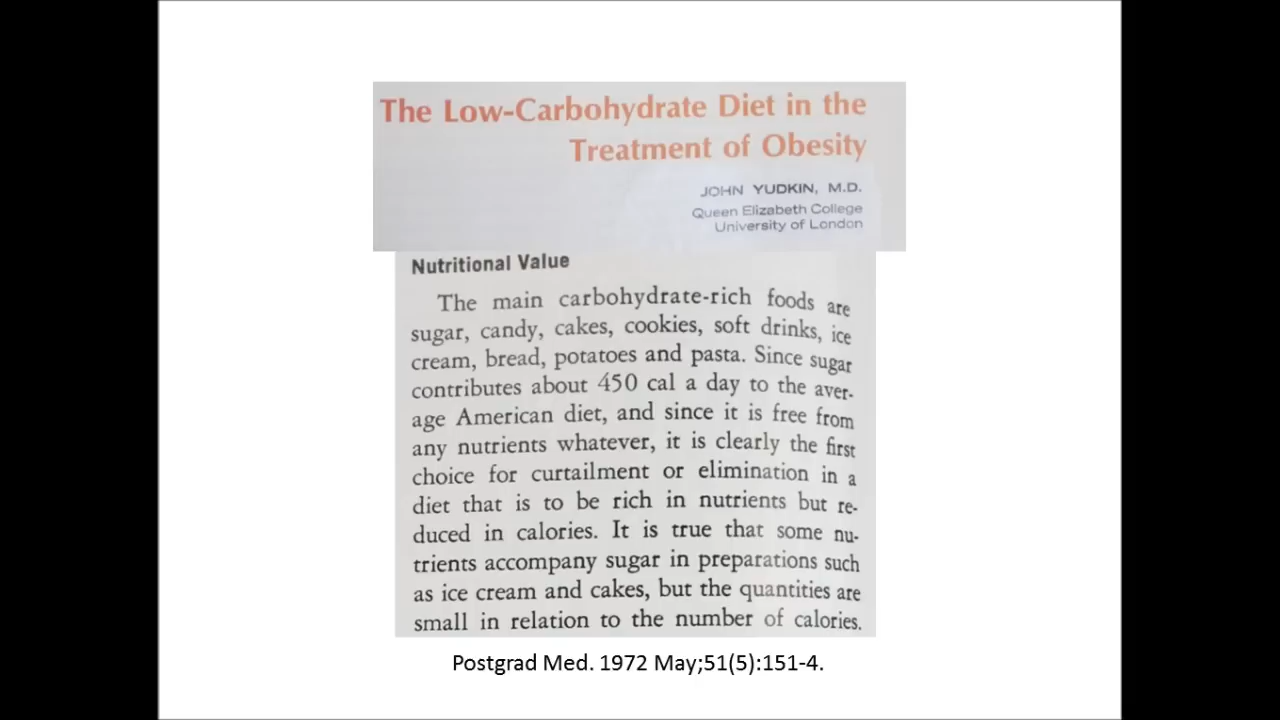 The Low-Carbohydrate Diet in the
Treatment of Obesity
JOHN YUDKIN, M.D.
Queen Elizabeth College
University of London
Nutritional Value
The main carbohydrate-rich foods are
sugar, candy, cakes, cookies, soft drinks, ice
cream, bread, potatoes and pasta. Since sugar
contributes about 450 cal a day to the aver-
age American diet, and since it is free from
any nutrients whatever, it is clearly the first
choice for curtailment or elimination in a
diet that is to be rich in nutrients but re-
duced in calories. It is true that some nu-
trients accompany sugar in preparations such
as ice cream and cakes, but the quantities are
small in relation to the number of calories.
Postgrad Med. 1972 May;51(5):151-4.